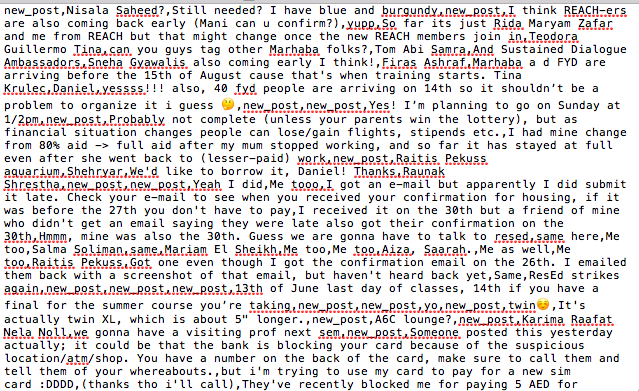 new_post,Nisala Saheed?,Still needed? I have blue and burgundy,new_post,I think REACH-ers
are also coming back early (Mani can u confirm?),yupp,So far its just Rida Maryam Zafar
and me from REACH but that might change once the new REACH members join in,Teodora
Guillermo Tina,can you guys tag other Marhaba folks?,Tom Abi Samra,And Sustained Dialogue
Ambassadors,Sneha Gyawalis also coming early I think!,Firas Ashraf,Marhaba a d FYD are
arriving before the 15th of August cause that's when training starts. Tina
Krulec,Daniel,yessss!!! also, 40 fyd people are arriving on 14th so it shouldn't be a
problem to organize it i guess 🤔,new_post,new_post,Yes! I'm planning to go on Sunday at
1/2pm,new_post,Probably not complete (unless your parents win the lottery), but as
financial situation changes people can lose/gain flights, stipends etc.,I had mine change
from 80% aid —> full aid after my mum stopped working, and so far it has stayed at full
even after she went back to (lesser-paid) work,new_post,Raitis Pekuss
aquarium,Shehryar,We'd like to borrow it, Daniel! Thanks,Raunak
Shrestha,new_post,new_post,Yeah I did,Me tooo,I got an e-mail but apparently I did submit
it late. Check your e-mail to see when you received your confirmation for housing, if it
was before the 27th you don't have to pay,I received it on the 30th but a friend of mine
who didn't get an email saying they were late also got their confirmation on the
30th,Hmmm, mine was also the 30th. Guess we are gonna have to talk to resed,same here,Me
too,Salma Soliman,same,Mariam El Sheikh,Me too,Me too,Aiza, Saarah.,Me as well,Me
too,Raitis Pekuss,Got one even though I got the confirmation email on the 26th. I emailed
them back with a screenshot of that email, but haven't heard back yet,Same,ResEd strikes
again,new_post,new_post,new_post,13th of June last day of classes, 14th if you have a
final for the summer course you're taking,new_post,new_post,yo,new_post,twin☺️,It's
actually twin XL, which is about 5" longer.,new_post,A6C lounge?,new_post,Karima Raafat
Nela Noll,we gonna have a visiting prof next sem,new_post,Someone posted this yesterday
actually; it could be that the bank is blocking your card because of the suspicious
location/atm/shop. You have a number on the back of the card, make sure to call them and
tell them of your whereabouts.,but i'm trying to use my card to pay for a new sim
card :DDDD,(thanks tho i'll call),They've recently blocked me for paying 5 AED for